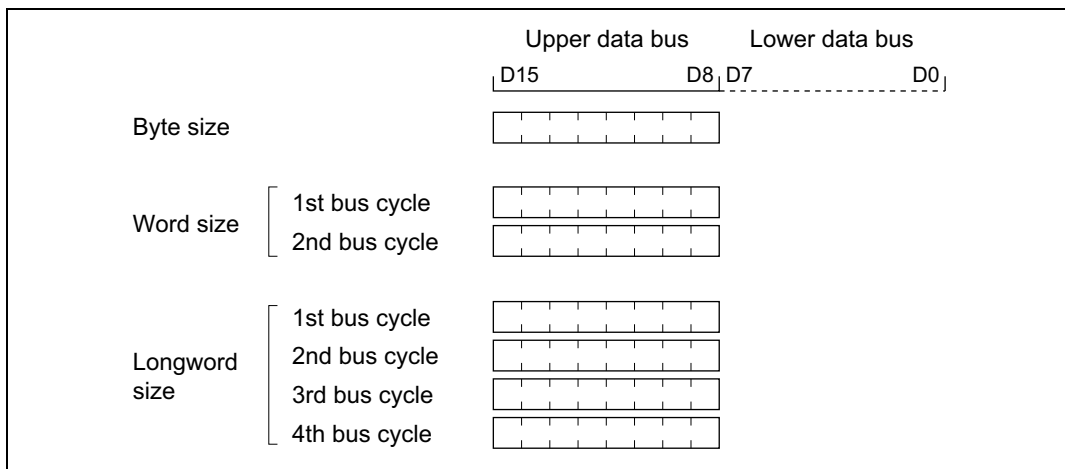 Upper data bus Lower data bus
D15 D8 D7 D0
Byte size
Word size
1st bus cycle
2nd bus cycle
Longword
size
1st bus cycle
2nd bus cycle
3rd bus cycle
4th bus cycle